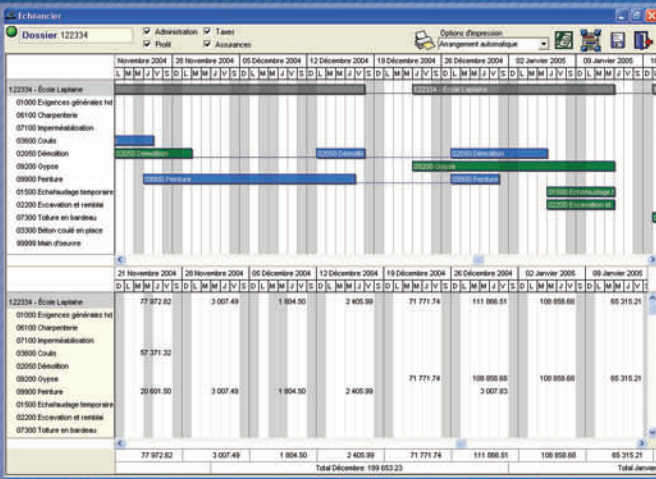 Échéancier
Dossier 122334
Administration Taxes
Profit Assurances
Options d'impression
Arrangement automatique
Novembre 2004 28 Novembre 2004 05 Décembre 2004 12 Décembre 2004 19 Décembre 2004 26 Décembre 2004 02 Janvier 2005 09 Janvier 2005
L M M J V S D L M M J V S D L M M J V S D L M M J V S D L M M J V S D L M M J V S D L M M J V S D L M M J V S D
122334 - École Laplaine 122334 - École Laplaine
01000 Exigences générales
06100 Charpenterie
07100 Imperméabilisation
03600 Coulis
02050 Démolition 02050 Démolition 02050 Démoliti 02050 Démolition
09200 Gypse 09200 Gypse
09900 Peinture 09900 Peinture 09900 Peinture
01500 Echafaudage temporaire 01500 Echafaudage t
02200 Excavation et remblai 02200 Excavation et
07300 Toiture en bardeau
03300 Béton coulé en place
99999 Main d'oeuvre
21 Novembre 2004 28 Novembre 2004 05 Décembre 2004 12 Décembre 2004 19 Décembre 2004 26 Décembre 2004 02 Janvier 2005 09 Janvier 2005
D L M M J V S D L M M J V S D L M M J V S D L M M J V S D L M M J V S D L M M J V S D L M M J V S D L M M J V S
122334 - École Laplaine 77 972.82 3 007.49 1 804.50 2 405.99 71 771.74 111 866.51 108 858.68 65 315.21
01000 Exigences générales
06100 Charpenterie
07100 Imperméabilisation
03600 Coulis 57 371.32
02050 Démolition
09200 Gypse 71 771.74 108 858.68 108 858.68 65 315.21
09900 Peinture 20 601.50 3 007.49 1 804.50 2 405.99 3 007.83
01500 Echafaudage temporaire
02200 Excavation et remblai
07300 Toiture en bardeau
77 972.82 3 007.49 1 804.50 2 405.99 71 771.74 111 866.51 108 858.68 65 315.21
Total Décembre: 189 653.23 Total Janvier